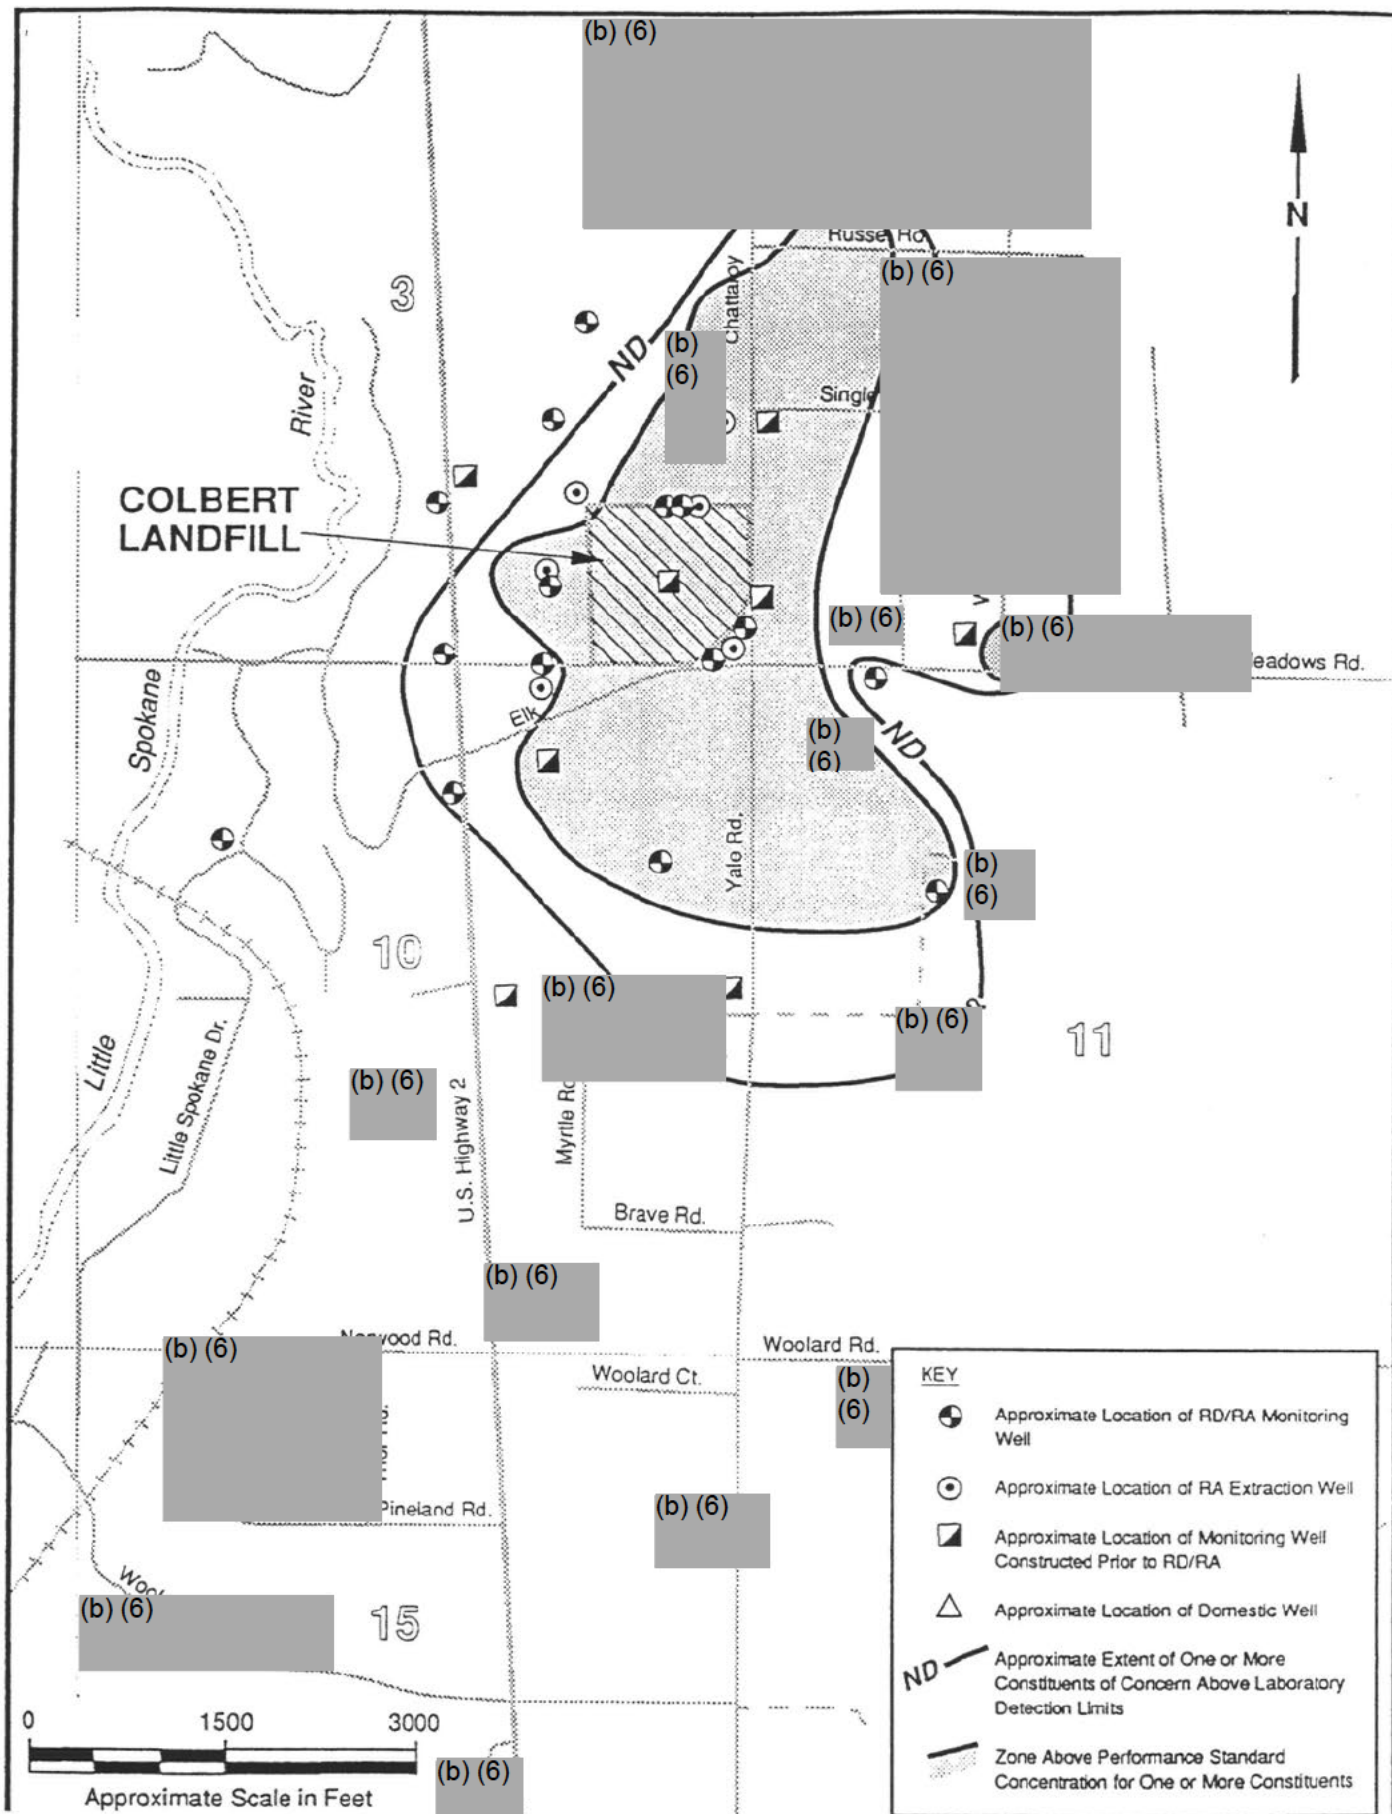 (b) (6)
N
Russel Rd
(b) (6)
Chattaroy
3
ND
(b)
(6)
River
Single
COLBERT
LANDFILL
(b) (6)
(b) (6)
eadows Rd.
Elk
Spokane
(b)
(6)
ND
Yale Rd.
(b)
(6)
10
(b) (6)
(b) (6)
?
11
Little
Little Spokane Dr.
(b) (6)
U.S. Highway 2
Myrtle Rd
Brave Rd.
(b) (6)
(b) (6)
Norwood Rd.
Woolard Rd.
Woolard Ct.
(b)
(6)
(b) (6)
Pineland Rd.
Wool
(b) (6)
15
(b) (6)
0 1500 3000
Approximate Scale in Feet
KEY
Approximate Location of RD/RA Monitoring
Well
Approximate Location of RA Extraction Well
Approximate Location of Monitoring Well
Constructed Prior to RD/RA
Approximate Location of Domestic Well
ND
Approximate Extent of One or More
Constituents of Concern Above Laboratory
Detection Limits
Zone Above Performance Standard
Concentration for One or More Constituents